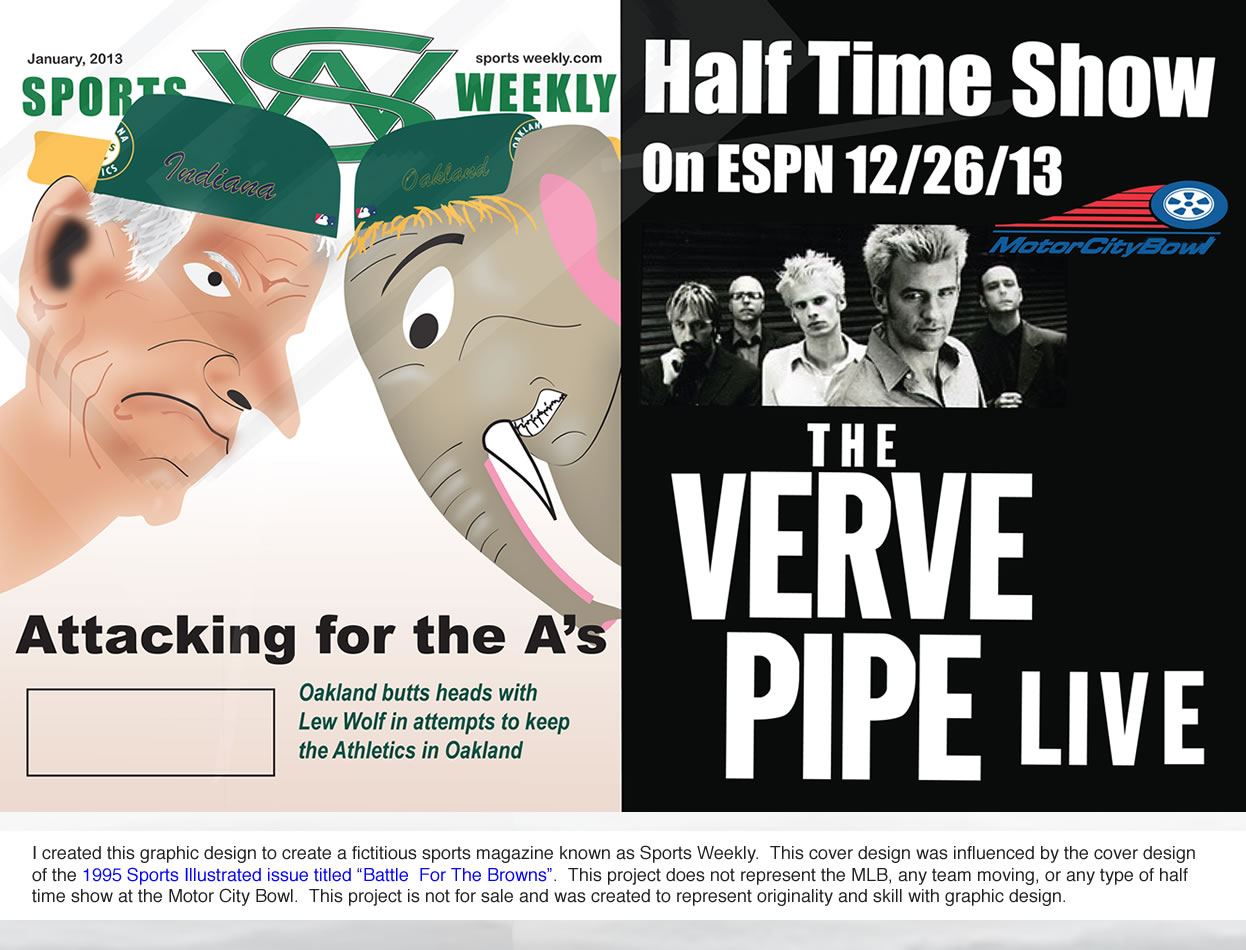 January, 2013
sports weekly.com
SPORTS
SW
WEEKLY
Indiana
Oakland
OAKLAN
Attacking for the A's
Oakland butts heads with
Lew Wolf in attempts to keep
the Athletics in Oakland
Half Time Show
On ESPN 12/26/13
MotorCityBowl
THE
VERVE
PIPE LIVE
I created this graphic design to create a fictitious sports magazine known as Sports Weekly.  This cover design was influenced by the cover design
of the 1995 Sports Illustrated issue titled “Battle  For The Browns”.  This project does not represent the MLB, any team moving, or any type of half
time show at the Motor City Bowl.  This project is not for sale and was created to represent originality and skill with graphic design.